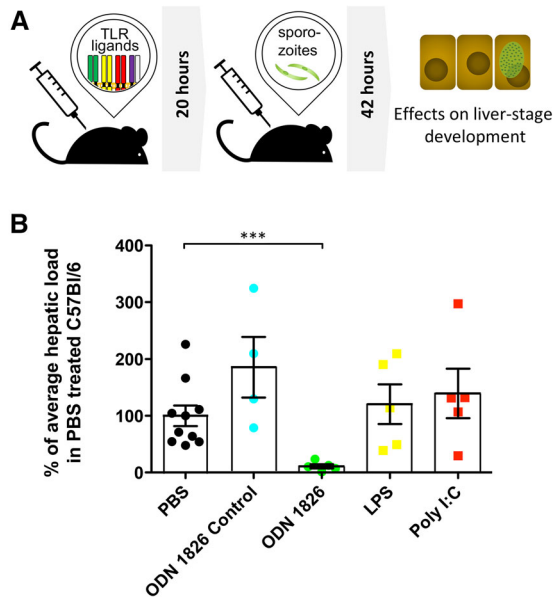 A
TLR
ligands
20 hours
sporo-
zoites
42 hours
Effects on liver-stage
development
B
% of average hepatic load
in PBS treated C57Bl/6
400
300
200
100
0
***
PBS
ODN 1826 Control
ODN 1826
LPS
Poly I:C